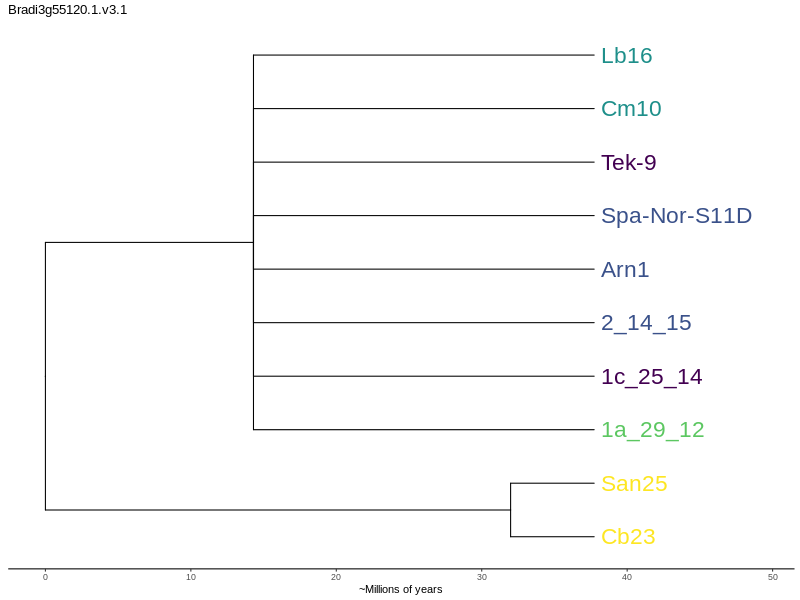 Bradi3g55120.1.v3.1
Lb16
Cm10
Tek-9
Spa-Nor-S11D
Arn1
2_14_15
1c_25_14
1a_29_12
San25
Cb23
0 10 20 30 40 50
~Millions of years